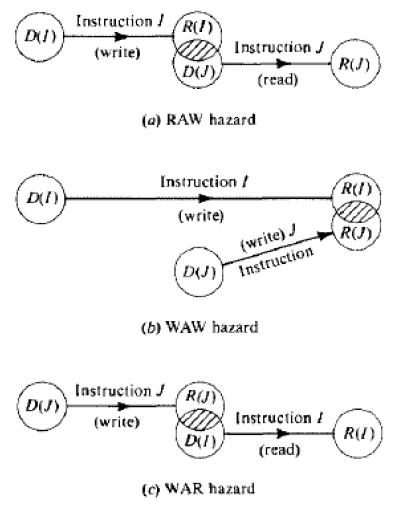 Instruction I
D(I)
(write)
R(I)
D(J)
Instruction J
(read)
R(J)
(a) RAW hazard
D(I)
Instruction I
(write)
R(I)
R(J)
D(J)
(write) J
Instruction
(b) WAW hazard
D(J)
Instruction J
(write)
R(J)
D(I)
Instruction I
(read)
R(I)
(c) WAR hazard